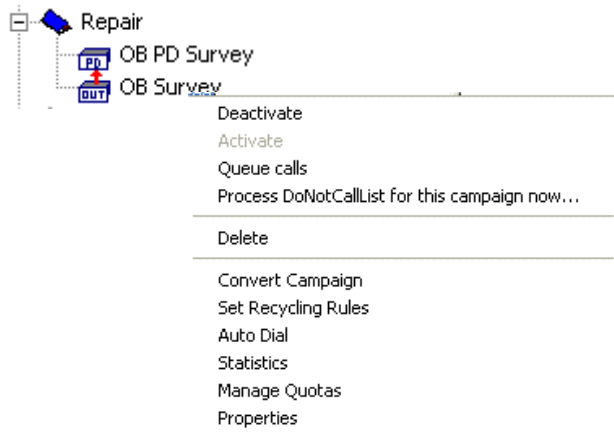 Repair
PD OB PD Survey
OUT OB Survey
Deactivate
Activate
Queue calls
Process DoNotCallList for this campaign now...
Delete
Convert Campaign
Set Recycling Rules
Auto Dial
Statistics
Manage Quotas
Properties